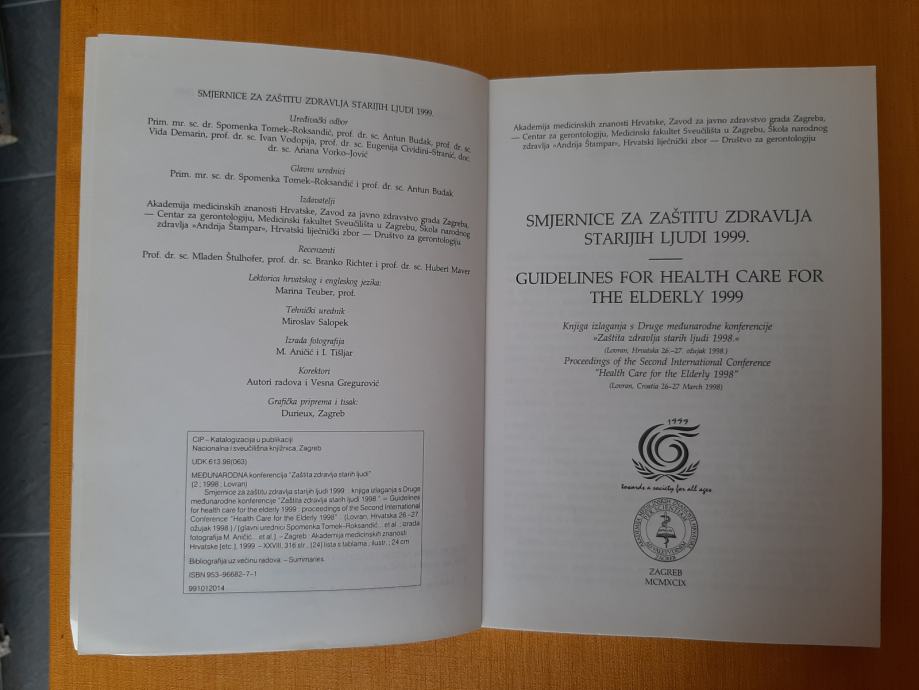 SMJERNICE ZA ZAŠTITU ZDRAVLJA STARIJIH LJUDI 1999.
Uređivački odbor
Prim. mr. sc. dr. Spomenka Tomek–Roksandić, prof. dr. sc. Antun Budak, prof. dr. sc.
Vida Demarin, prof. dr. sc. Ivan Vodopija, prof. dr. sc. Eugenija Cividini–Stranić, doc.
dr. sc. Ariana Vorko–Jović
Glavni urednici
Prim. mr. sc. dr. Spomenka Tomek–Roksandić i prof. dr. sc. Antun Budak
Izdavatelji
Akademija medicinskih znanosti Hrvatske, Zavod za javno zdravstvo grada Zagreba,
— Centar za gerontologiju, Medicinski fakultet Sveučilišta u Zagrebu, Škola narodnog
zdravlja »Andrija Štampar«, Hrvatski liječnički zbor — Društvo za gerontologiju
Recenzenti
Prof. dr. sc. Mladen Štulhofer, prof. dr. sc. Branko Richter i prof. dr. sc. Hubert Maver
Lektorica hrvatskog i engleskog jezika:
Marina Teuber, prof.
Tehnički urednik
Miroslav Salopek
Izrada fotografija
M. Aničić i I. Tišljar
Korektori
Autori radova i Vesna Gregurović
Grafička priprema i tisak:
Durieux, Zagreb
CIP – Katalogizacija u publikaciji
Nacionalna i sveučilišna knjižnica, Zagreb
UDK 613.98(063)
MEĐUNARODNA konferencija "Zaštita zdravlja starih ljudi"
(2 ; 1998 ; Lovran)
Smjernice za zaštitu zdravlja starijih ljudi 1999. : knjiga izlaganja s Druge
međunarodne konferencije "Zaštita zdravlja starih ljudi 1998." = Guidelines
for health care for the elderly 1999 : proceedings of the Second International
Conference "Health Care for the Elderly 1998" : (Lovran, Hrvatska 26.–27.
ožujak 1998.) / [glavni urednici Spomenka Tomek–Roksandić... et al. ; izrada
fotografija M. Aničić... et al.]. – Zagreb : Akademija medicinskih znanosti
Hrvatske [etc.], 1999. – XXVIII, 316 str., [24] lista s tablama : ilustr. ; 24 cm
Bibliografija uz većinu radova. – Summaries.
ISBN 953–96682–7–1
991012014
Akademija medicinskih znanosti Hrvatske, Zavod za javno zdravstvo grada Zagreba,
— Centar za gerontologiju, Medicinski fakultet Sveučilišta u Zagrebu, Škola narodnog
zdravlja »Andrija Štampar«, Hrvatski liječnički zbor — Društvo za gerontologiju
SMJERNICE ZA ZAŠTITU ZDRAVLJA
STARIJIH LJUDI 1999.
GUIDELINES FOR HEALTH CARE FOR
THE ELDERLY 1999
Knjiga izlaganja s Druge međunarodne konferencije
»Zaštita zdravlja starih ljudi 1998.«
(Lovran, Hrvatska 26.–27. ožujak 1998.)
Proceedings of the Second International Conference
"Health Care for the Elderly 1998"
(Lovran, Croatia 26–27 March 1998)
1999
towards a society for all ages
AKADEMIJA MEDICINSKIH ZNANOSTI HRVATSKE
ZAGREB
ZAGREB
MCMXCIX